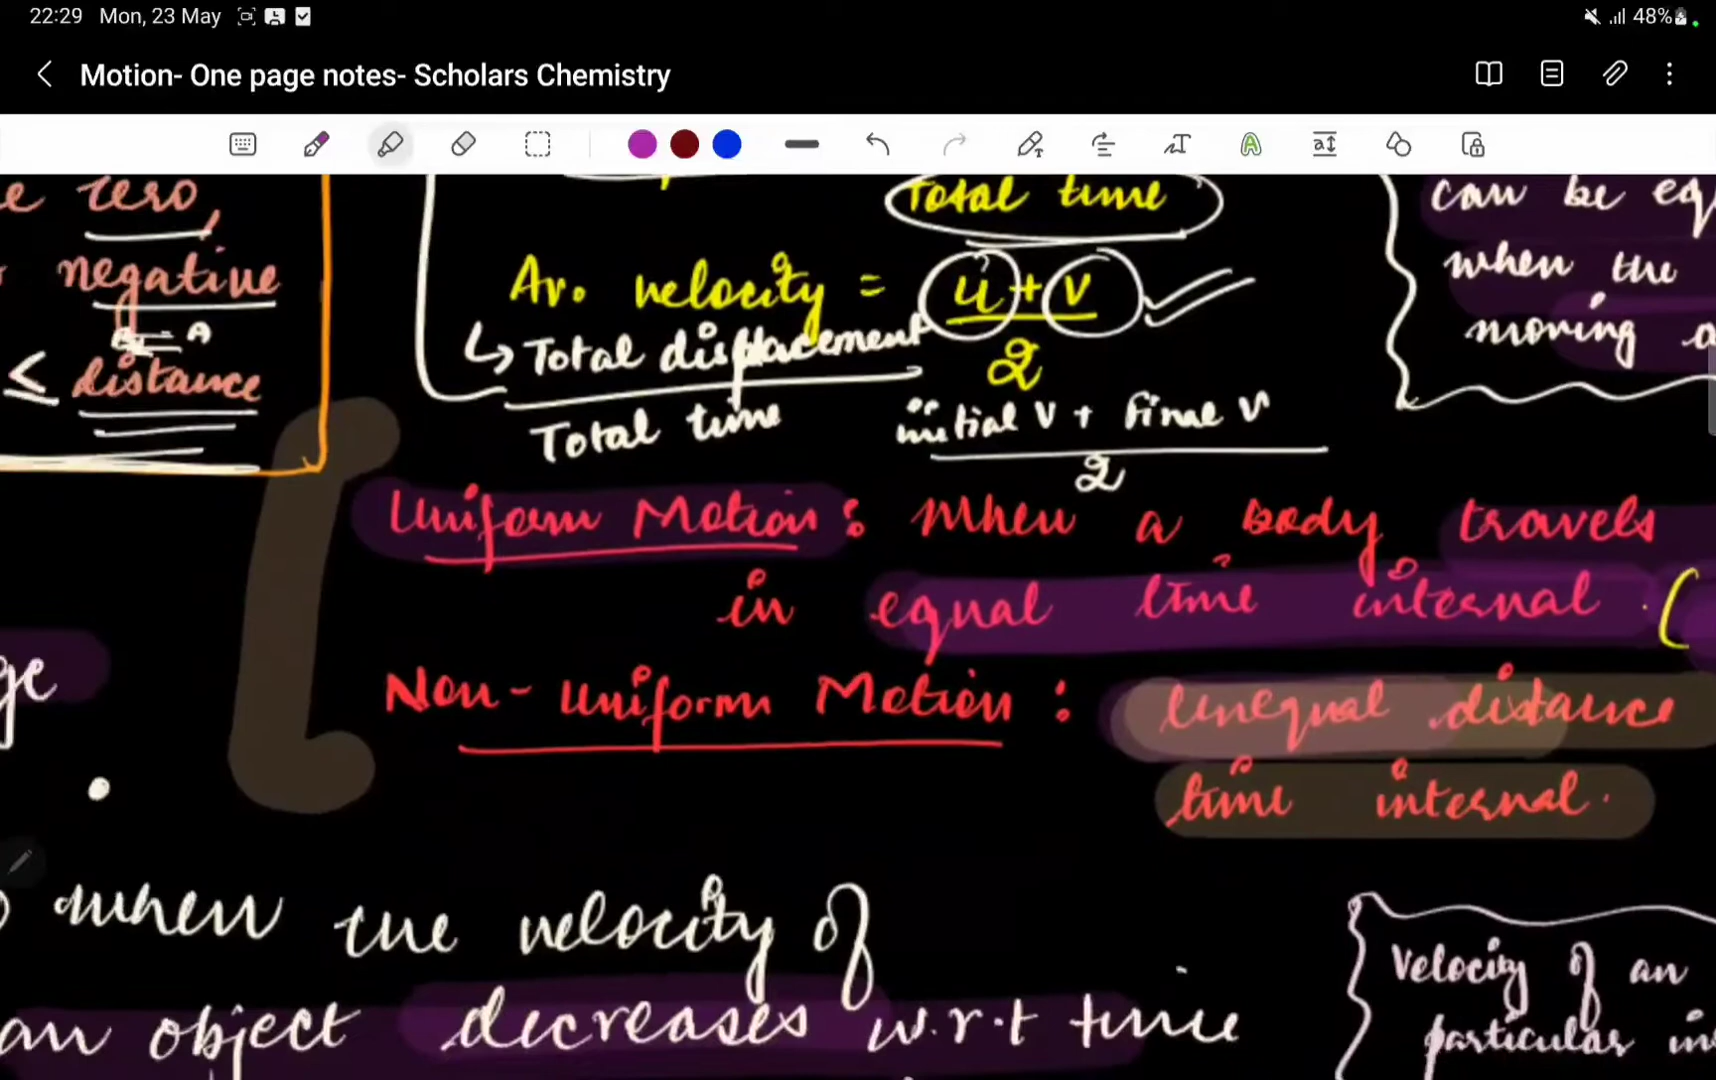 22:29 Mon, 23 May
48%
Motion- One page notes- Scholars Chemistry
zero,
negative
B A
≤ distance
Total time
Av. velocity = u + v
2
↳ Total displacement
Total time
initial v + final v
2
can be eq
when the
moving a
Uniform Motion : When a body travels
in equal time interval. (
Non-uniform Motion : Unequal distance
time interval.
ge
when the velocity of
an object decreases w.r.t time
Velocity of an
particular in